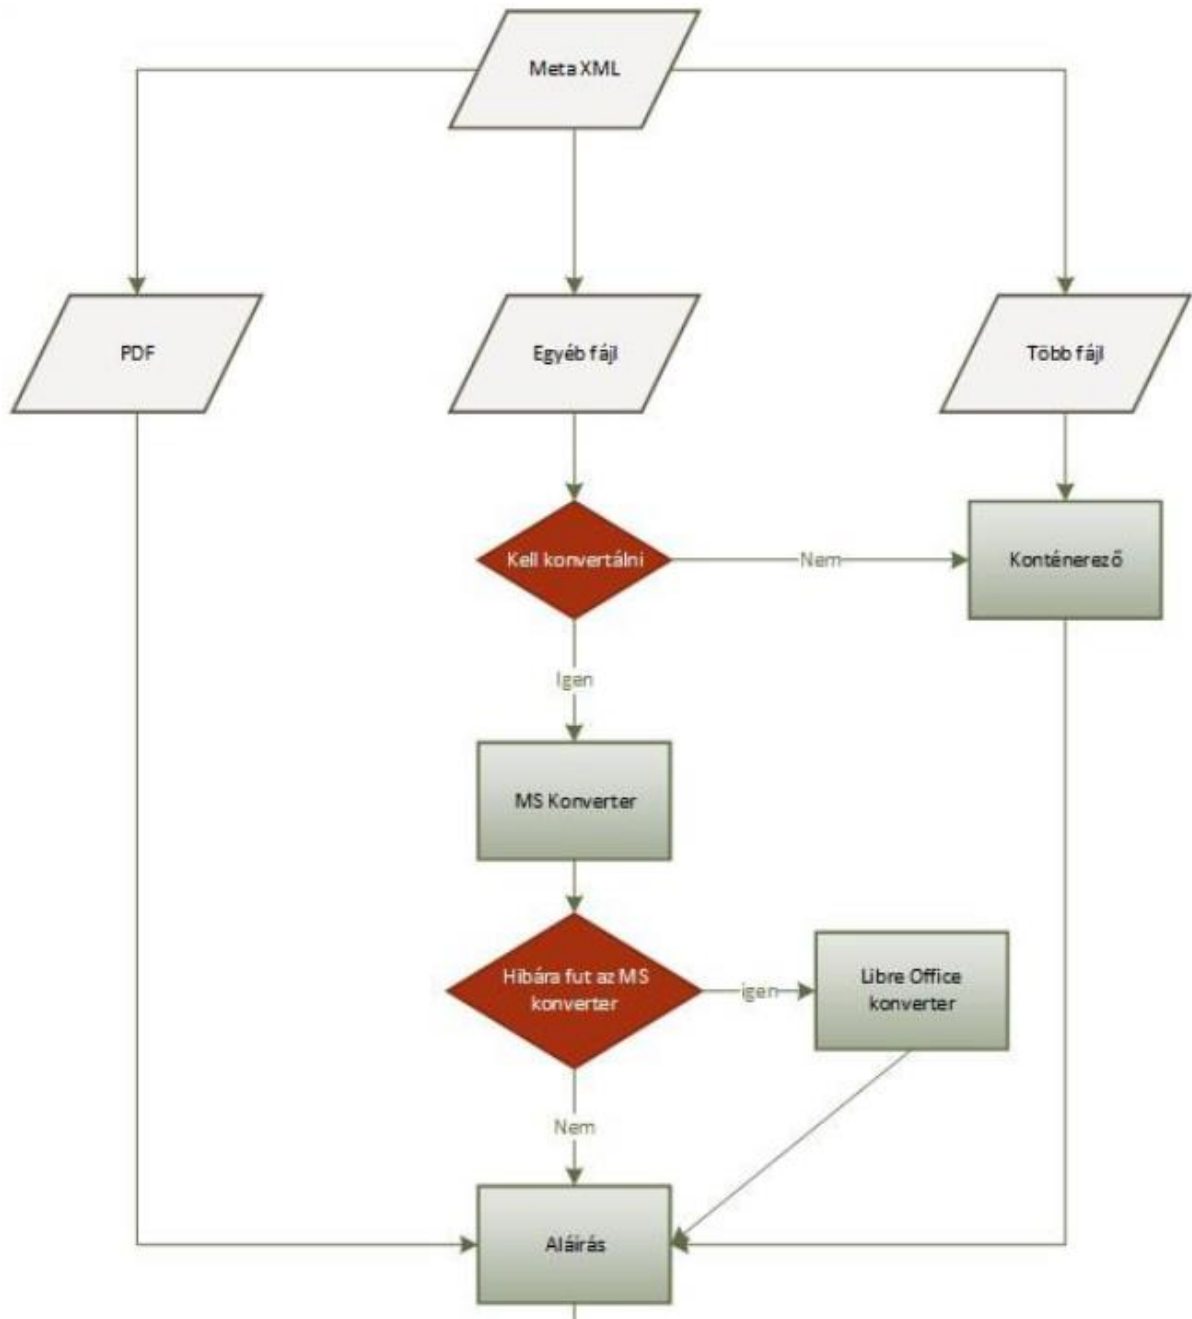 Meta XML
PDF
Egyéb fájl
Több fájl
Kell konvertálni
Nem
Konténerező
Igen
MS Konverter
Hibára fut az MS
konverter
igen
Libre Office
konverter
Nem
Aláírás